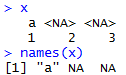 > x
   a <NA> <NA>
   1    2    3
> names(x)
[1] "a" NA  NA